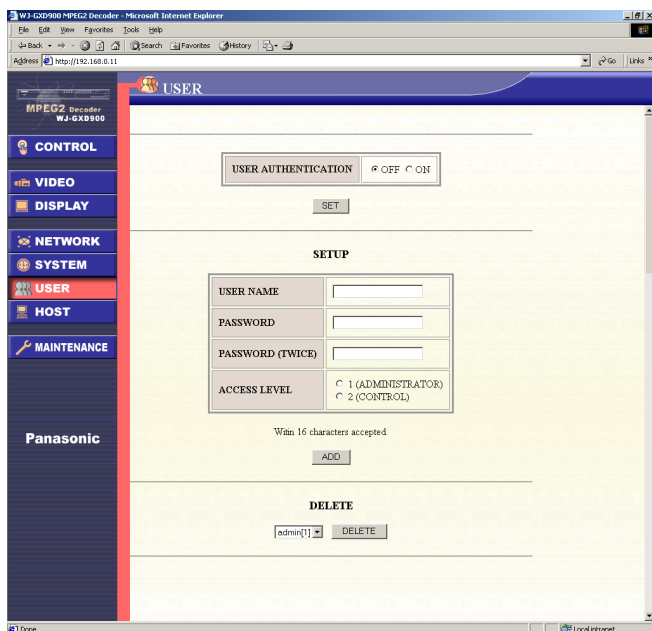 WJ-GXD900 MPEG2 Decoder - Microsoft Internet Explorer
File Edit View Favorites Tools Help
Back Search Favorites History
Address http://192.168.0.11 Go Links »
MPEG2 Decoder
WJ-GXD900
USER
CONTROL
VIDEO
DISPLAY
NETWORK
SYSTEM
USER
HOST
MAINTENANCE
Panasonic
USER AUTHENTICATION OFF ON
SET
SETUP
USER NAME
PASSWORD
PASSWORD (TWICE)
ACCESS LEVEL
1 (ADMINISTRATOR)
2 (CONTROL)
Witin 16 characters accepted.
ADD
DELETE
admin[1] DELETE
Done Local intranet